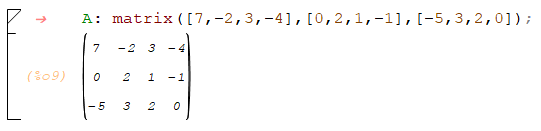 → A: matrix([7,-2,3,-4],[0,2,1,-1],[-5,3,2,0]);
7 -2 3 -4
(%o9) 0 2 1 -1
-5 3 2 0